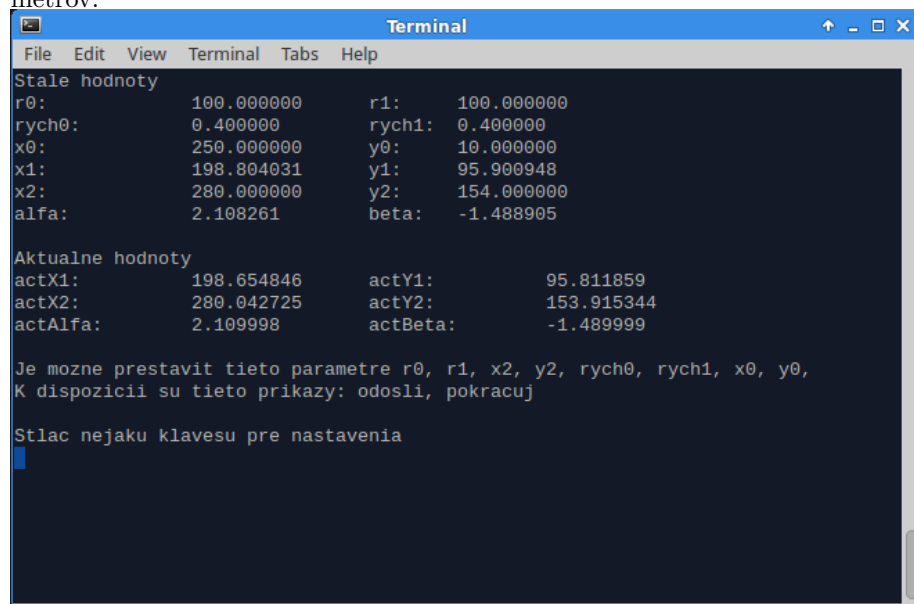 metrov.
Terminal
File Edit View Terminal Tabs Help
Stale hodnoty
r0: 100.000000 r1: 100.000000
rych0: 0.400000 rych1: 0.400000
x0: 250.000000 y0: 10.000000
x1: 198.804031 y1: 95.900948
x2: 280.000000 y2: 154.000000
alfa: 2.108261 beta: -1.488905
Aktualne hodnoty
actX1: 198.654846 actY1: 95.811859
actX2: 280.042725 actY2: 153.915344
actAlfa: 2.109998 actBeta: -1.489999
Je mozne prestavit tieto parametre r0, r1, x2, y2, rych0, rych1, x0, y0,
K dispozicii su tieto prikazy: odosli, pokracuj
Stlac nejaku klavesu pre nastavenia